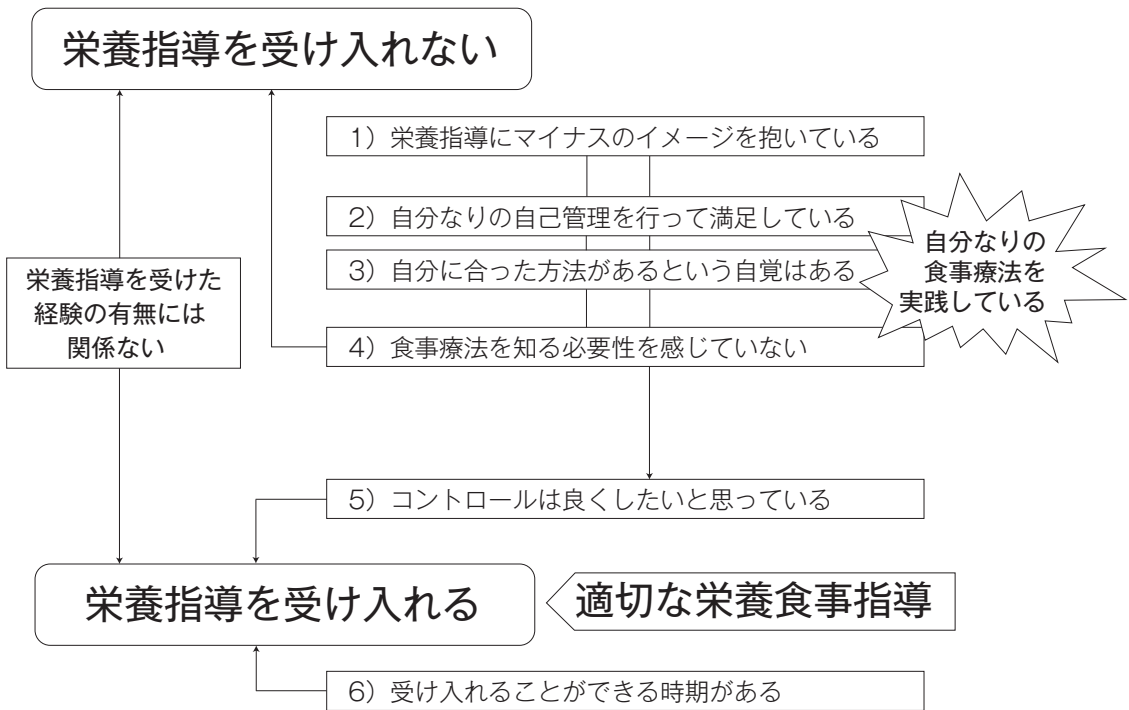 栄養指導を受け入れない
1）栄養指導にマイナスのイメージを抱いている
2）自分なりの自己管理を行って満足している
3）自分に合った方法があるという自覚はある
4）食事療法を知る必要性を感じていない
自分なりの
食事療法を
実践している
栄養指導を受けた
経験の有無には
関係ない
5）コントロールは良くしたいと思っている
栄養指導を受け入れる
適切な栄養食事指導
6）受け入れることができる時期がある